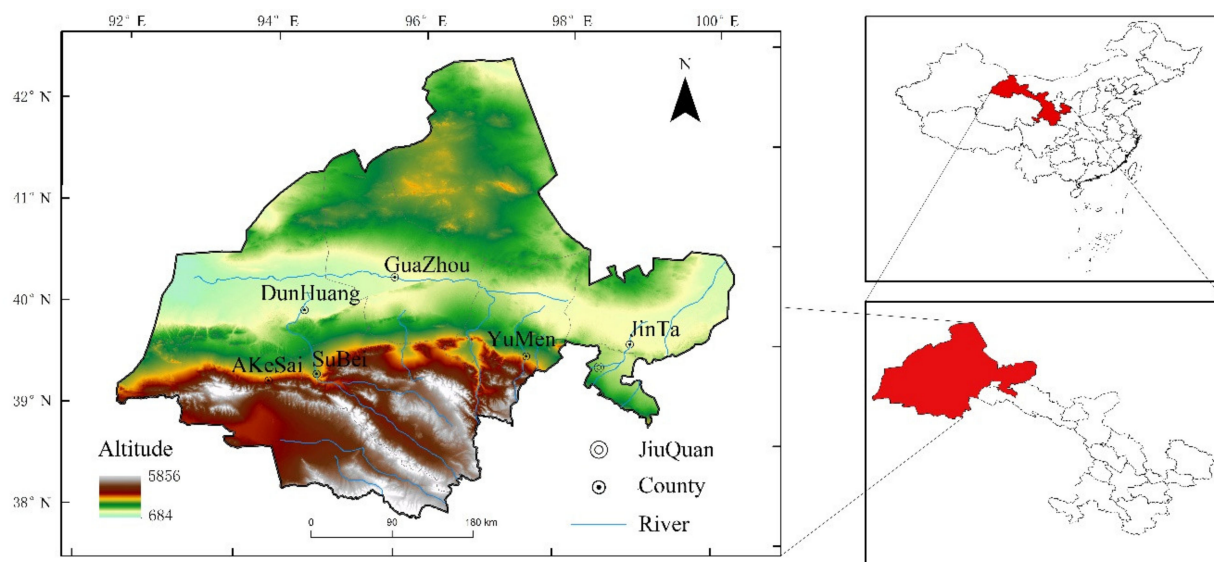 92° E 94° E 96° E 98° E 100° E
42° N
41° N
40° N
39° N
38° N
N
GuaZhou
DunHuang
JinTa
YuMen
SuBei
AKeSai
Altitude
5856
684
JiuQuan
County
River
0 90 180 km